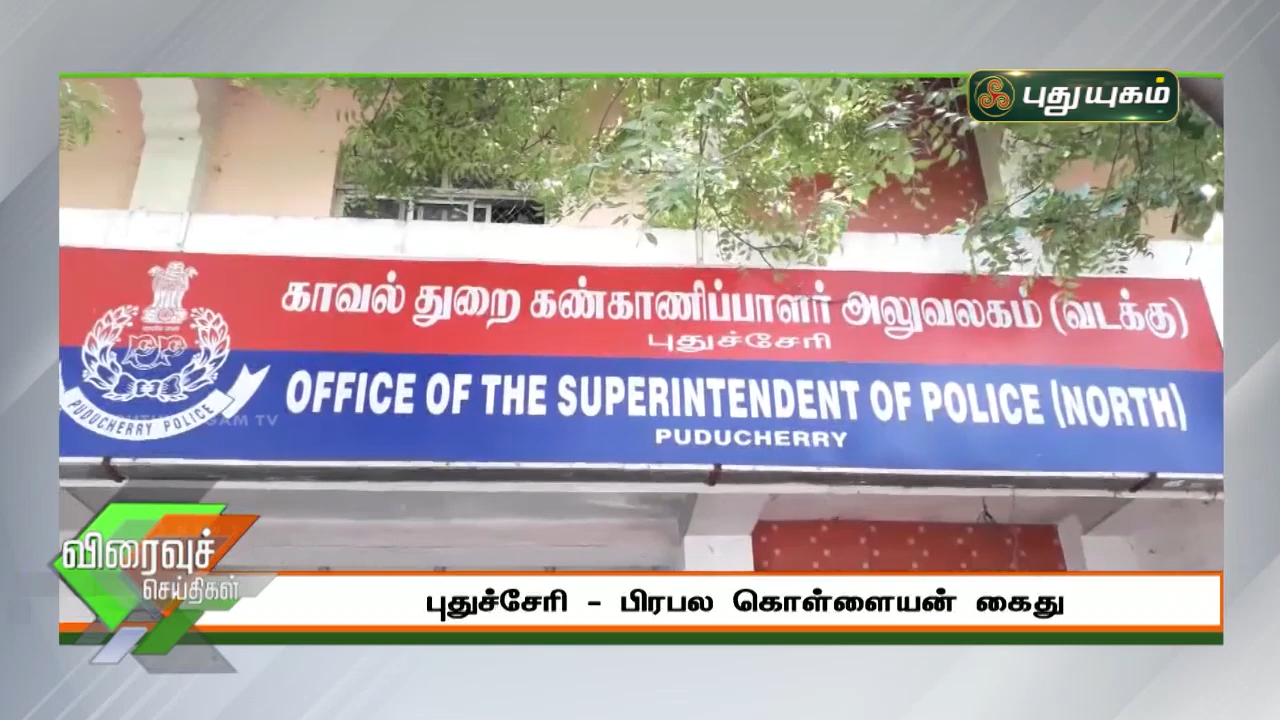 புதுயுகம்
காவல் துறை கண்காணிப்பாளர் அலுவலகம் (வடக்கு)
புதுச்சேரி
OFFICE OF THE SUPERINTENDENT OF POLICE (NORTH)
PUDUCHERRY
PUDUCHERRY POLICE
விரைவுச்
செய்திகள்
புதுச்சேரி - பிரபல கொள்ளையன் கைது